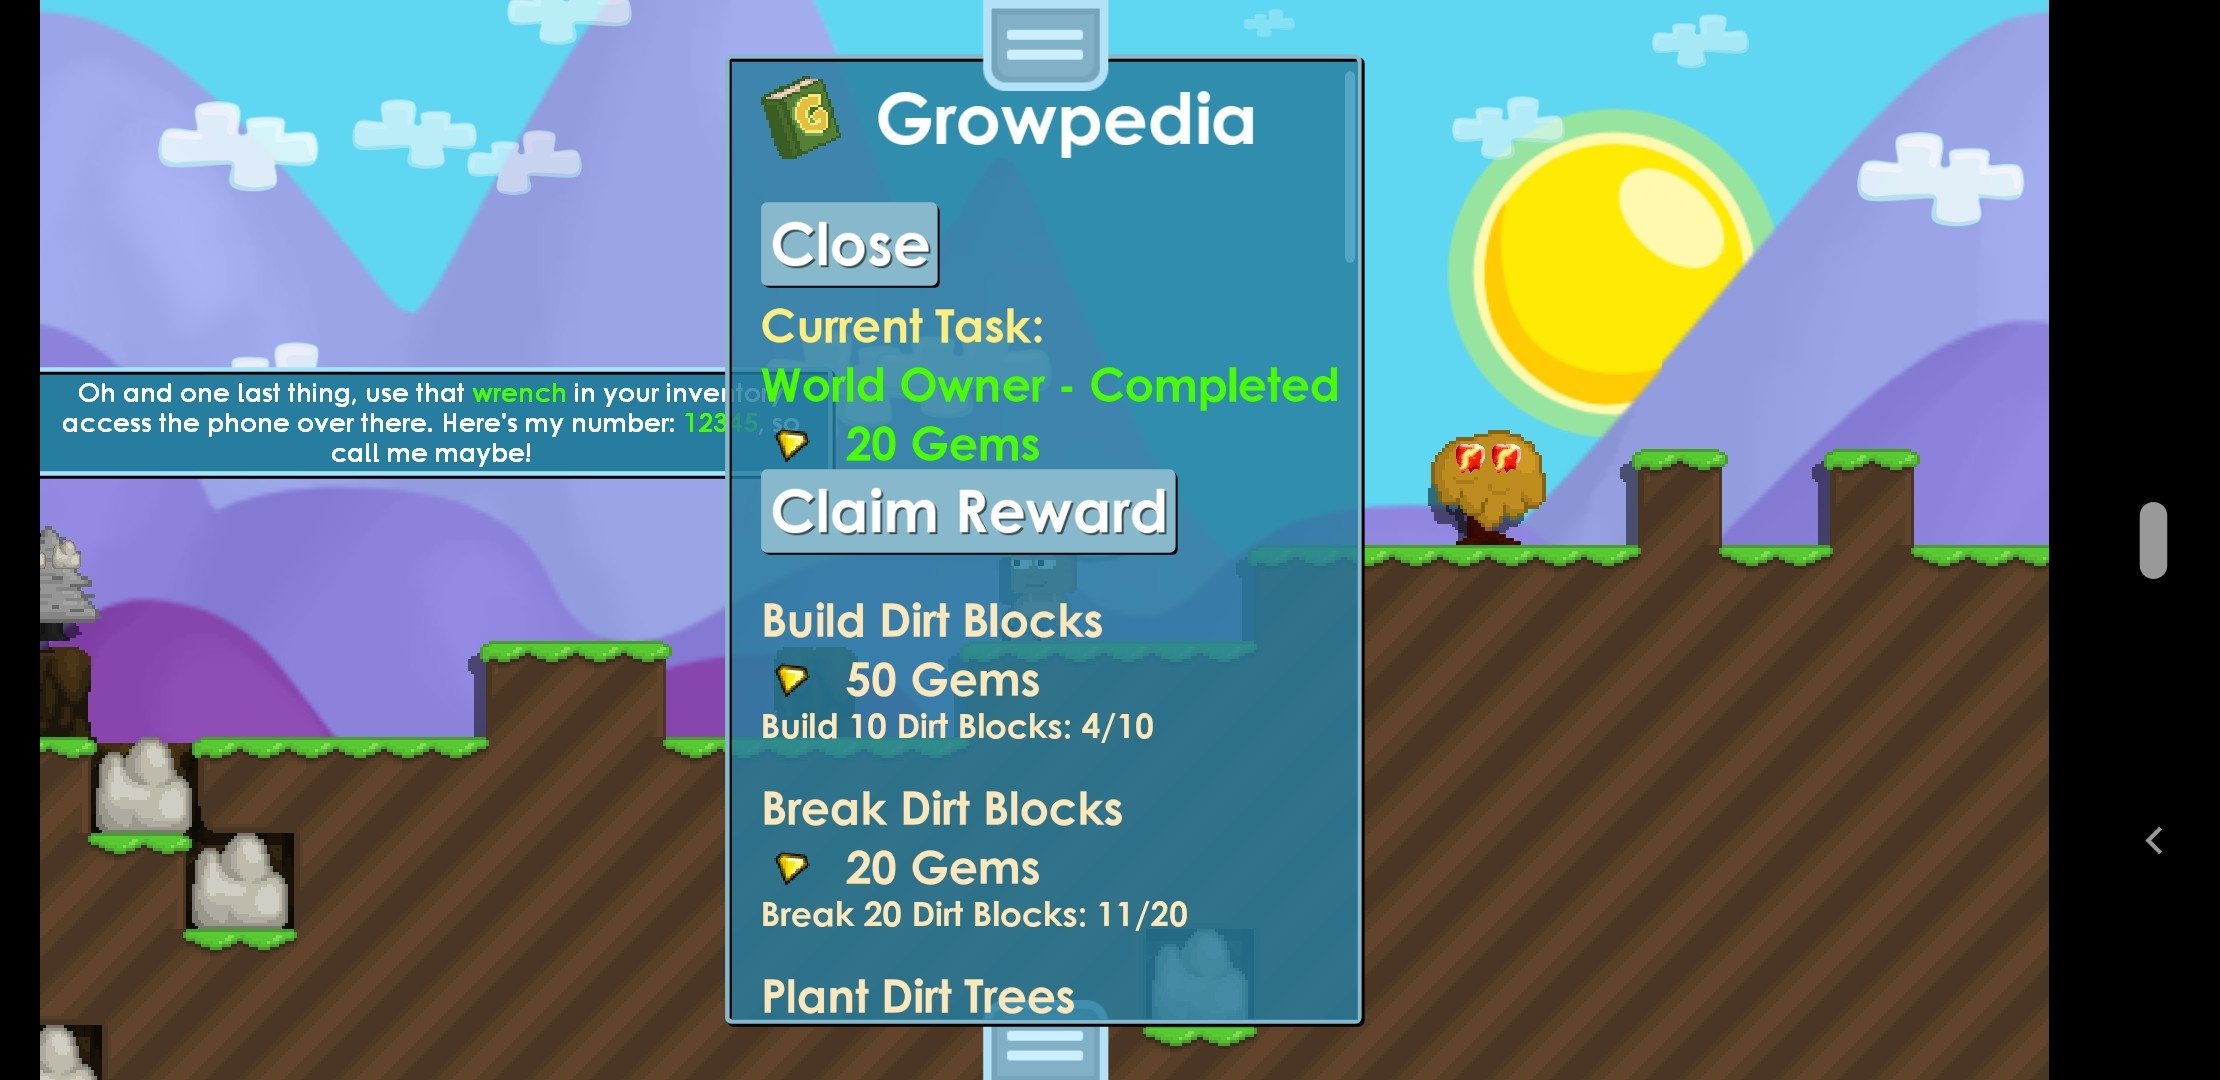 Growpedia
Close
Current Task:
World Owner - Completed
20 Gems
Claim Reward
Build Dirt Blocks
50 Gems
Build 10 Dirt Blocks: 4/10
Break Dirt Blocks
20 Gems
Break 20 Dirt Blocks: 11/20
Plant Dirt Trees
Oh and one last thing, use that wrench in your inventory
access the phone over there. Here's my number: 12345, so
call me maybe!